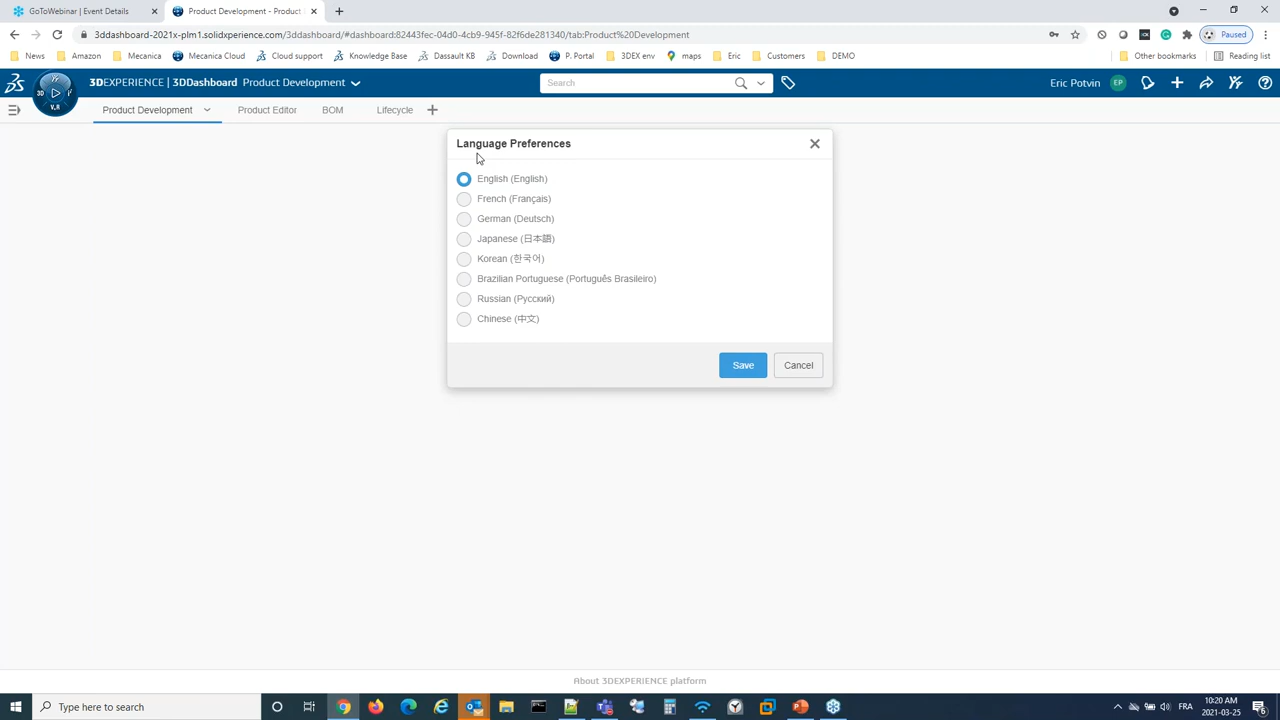 GoToWebinar | Event Details
Product Development - Product
3ddashboard-2021x-plm1.solidxperience.com/3ddashboard/#dashboard:82443fec-04d0-4cb9-945f-82f6de281340/tab:Product%20Development
Paused
News Amazon Mecanica Mecanica Cloud Cloud support Knowledge Base Dassault KB Download P. Portal 3DEX env maps Eric Customers DEMO Other bookmarks Reading list
3DEXPERIENCE | 3DDashboard Product Development
Search
Eric Potvin EP
3D V.R
Product Development Product Editor BOM Lifecycle
Language Preferences
English (English)
French (Français)
German (Deutsch)
Japanese (日本語)
Korean (한국어)
Brazilian Portuguese (Português Brasileiro)
Russian (Русский)
Chinese (中文)
Save Cancel
About 3DEXPERIENCE platform
Type here to search
FRA
10:20 AM
2021-03-25